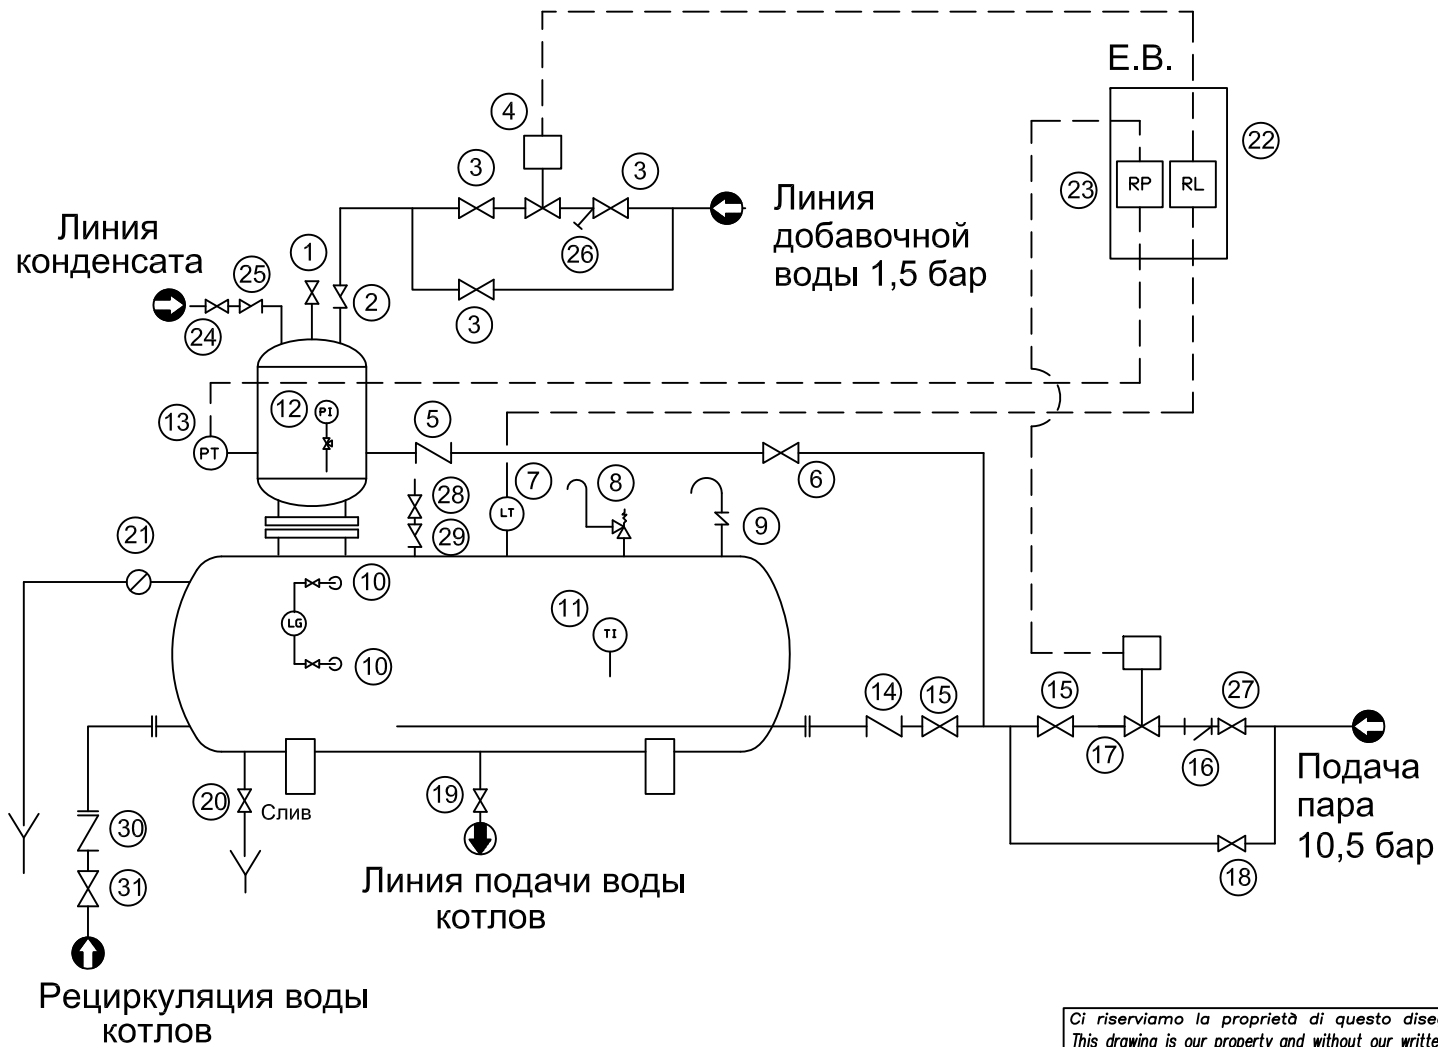 E.B.
4
22
3
3
23
RP
RL
Линия
добавочной
воды 1,5 бар
26
Линия
конденсата
1
25
2
3
24
12
PI
13
PT
5
6
28
7
8
LT
9
29
21
10
LG
11
TI
10
14
15
15
27
17
16
Подача
пара
10,5 бар
20
Слив
19
30
18
31
Линия подачи воды
котлов
Рециркуляция воды
котлов
Ci riserviamo la proprietà di questo
This drawing is our property and without our